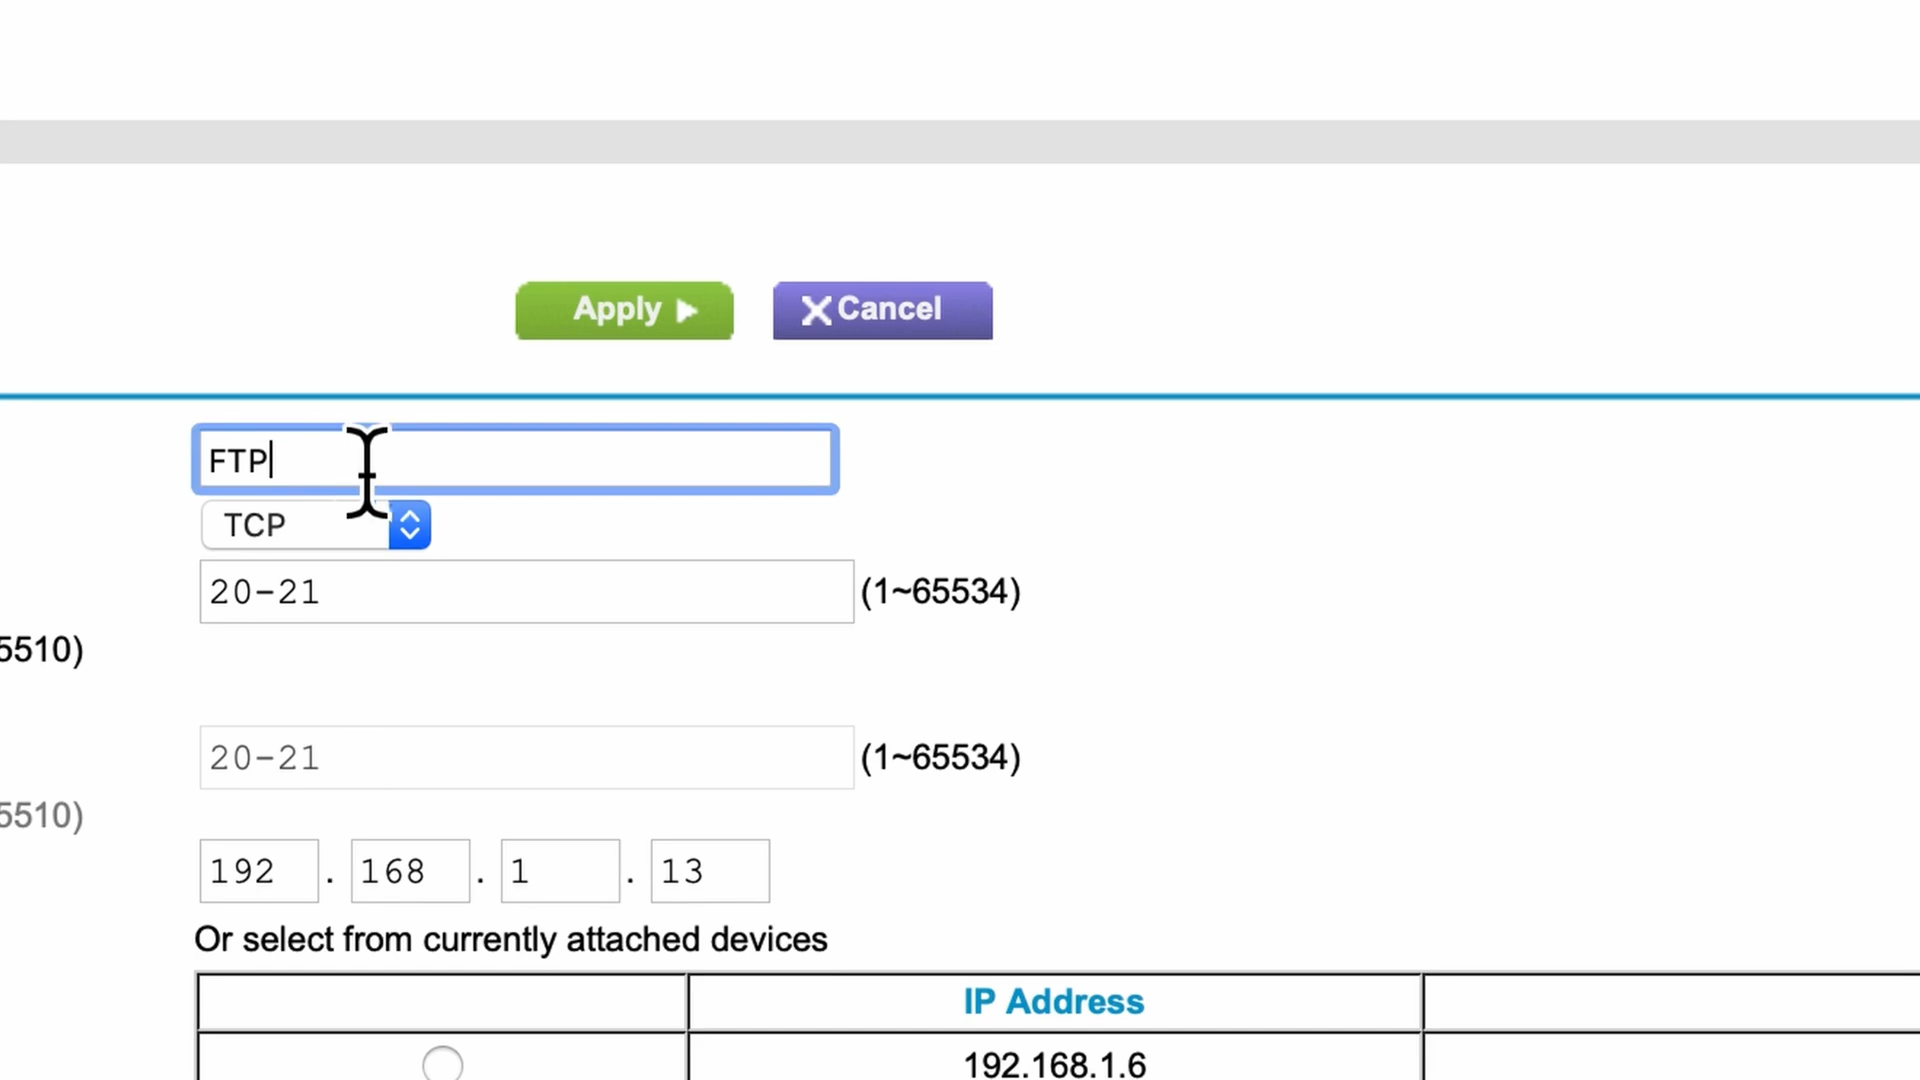 Apply
Cancel
FTP
TCP
20-21
(1~65534)
5510)
20-21
(1~65534)
5510)
192 . 168 . 1 . 13
Or select from currently attached devices
IP Address
192.168.1.6